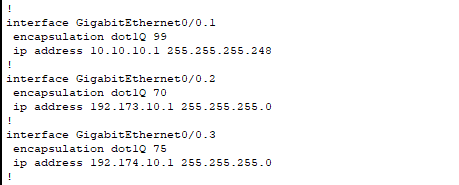 !
interface GigabitEthernet0/0.1
 encapsulation dot1Q 99
 ip address 10.10.10.1 255.255.255.248
!
interface GigabitEthernet0/0.2
 encapsulation dot1Q 70
 ip address 192.173.10.1 255.255.255.0
!
interface GigabitEthernet0/0.3
 encapsulation dot1Q 75
 ip address 192.174.10.1 255.255.255.0
!